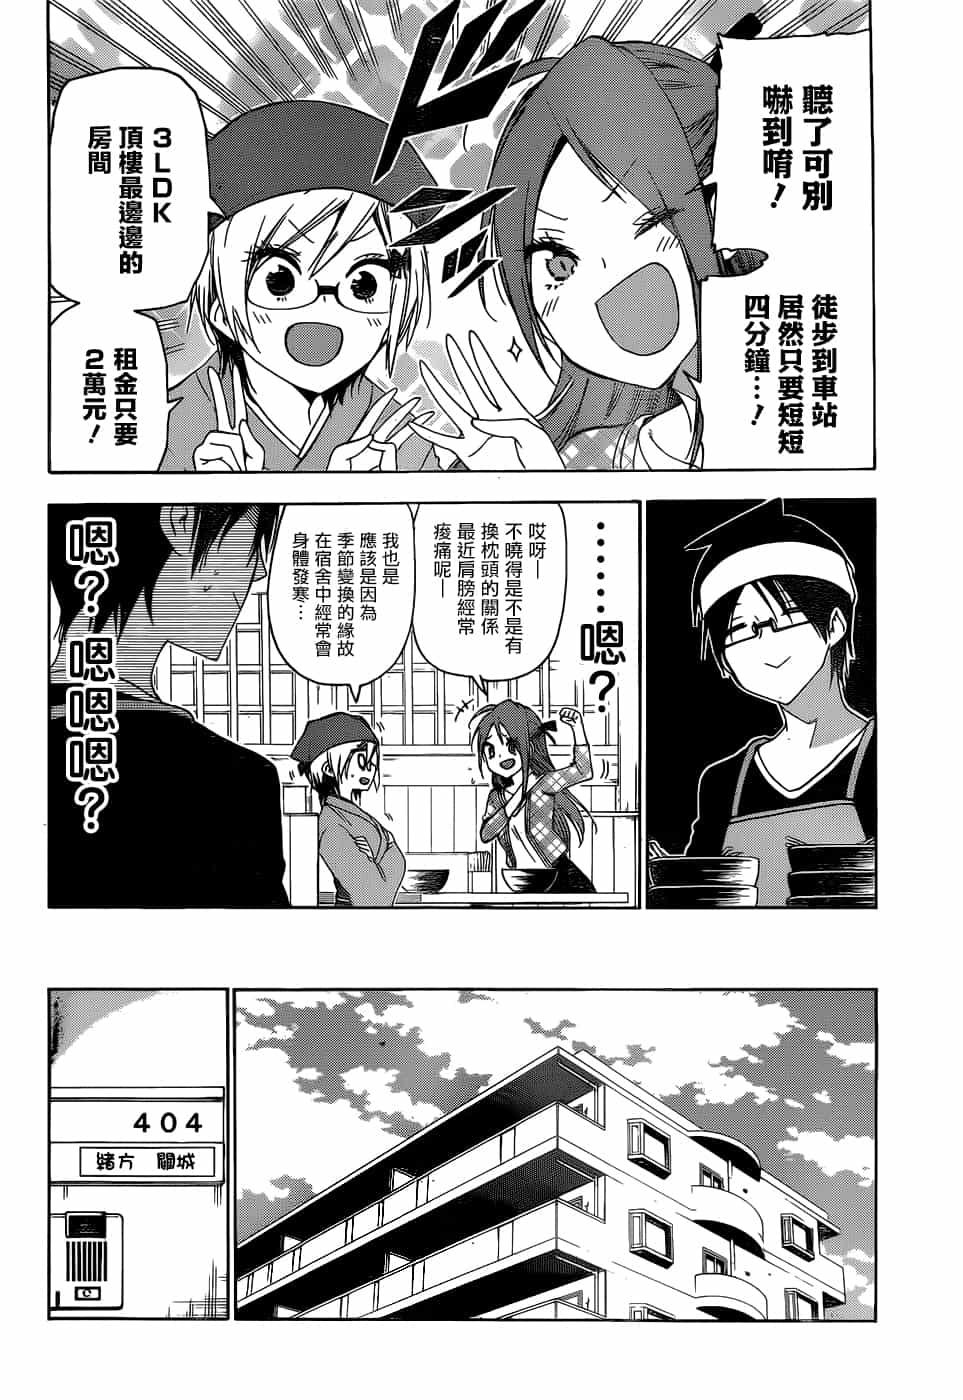 聽了可別
嚇到唷！
徒步到車站
居然只要短短
四分鐘…！
3LDK
頂樓最邊邊的
房間
租金只要
2萬元！
ドドン
……
嗯？
哎呀─
不曉得是不是有
換枕頭的關係
最近肩膀經常
痠痛呢─
我也是
應該是因為
季節變換的緣故
在宿舍中經常會
身體發寒…
嗯？
嗯嗯嗯？
404
緒方 關城